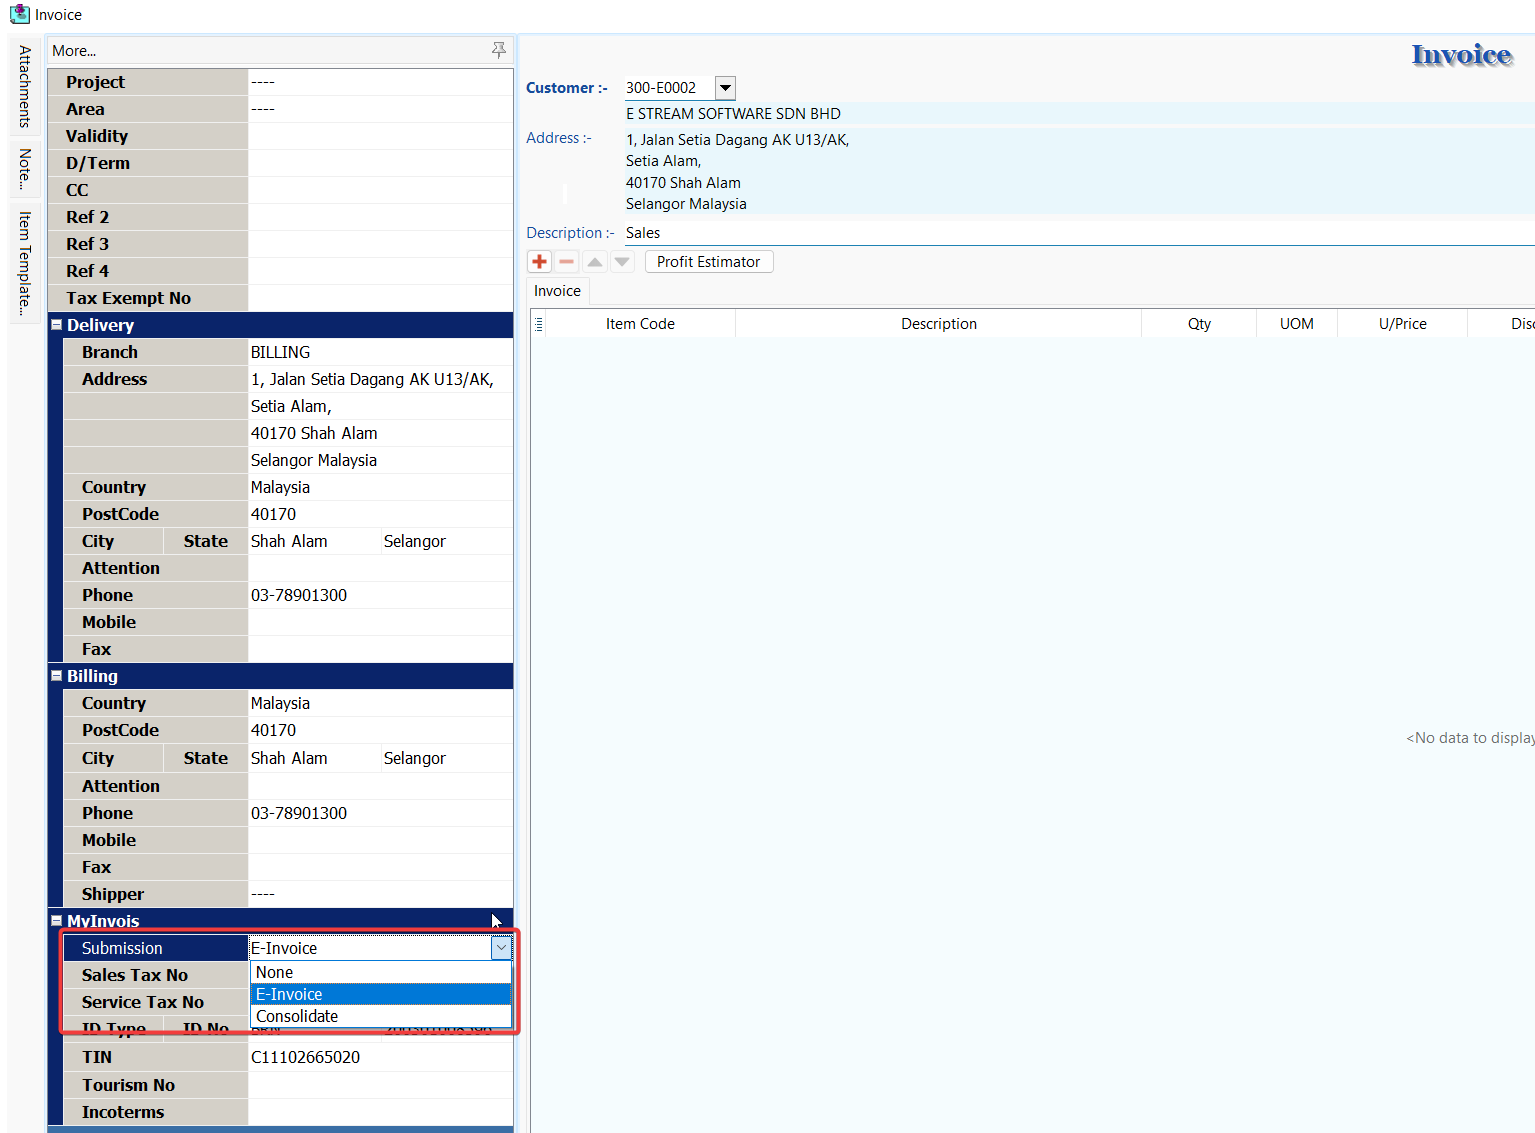 Invoice
Attachments
Note...
Item Template...
More...
Project ----
Area ----
Validity
D/Term
CC
Ref 2
Ref 3
Ref 4
Tax Exempt No
Delivery
Branch BILLING
Address 1, Jalan Setia Dagang AK U13/AK,
Setia Alam,
40170 Shah Alam
Selangor Malaysia
Country Malaysia
PostCode 40170
City State Shah Alam Selangor
Attention
Phone 03-78901300
Mobile
Fax
Billing
Country Malaysia
PostCode 40170
City State Shah Alam Selangor
Attention
Phone 03-78901300
Mobile
Fax
Shipper ----
MyInvois
Submission E-Invoice
None
E-Invoice
Consolidate
Sales Tax No
Service Tax No
ID Type ID No BRN
TIN C11102665020
Tourism No
Incoterms
Invoice
Customer :- 300-E0002
E STREAM SOFTWARE SDN BHD
Address :- 1, Jalan Setia Dagang AK U13/AK,
Setia Alam,
40170 Shah Alam
Selangor Malaysia
Description :- Sales
Profit Estimator
Invoice
Item Code Description Qty UOM U/Price Disc
<No data to display